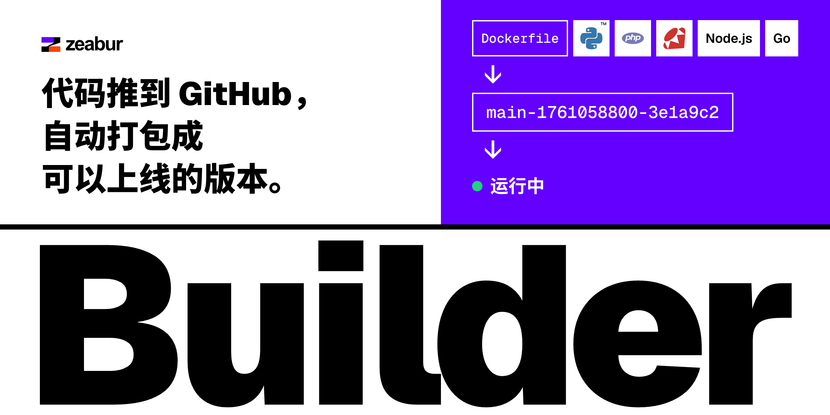 zeabur
代码推到 GitHub，
自动打包成
可以上线的版本。
Dockerfile
TM
php
Node.js
Go
main-1761058800-3e1a9c2
运行中
Builder